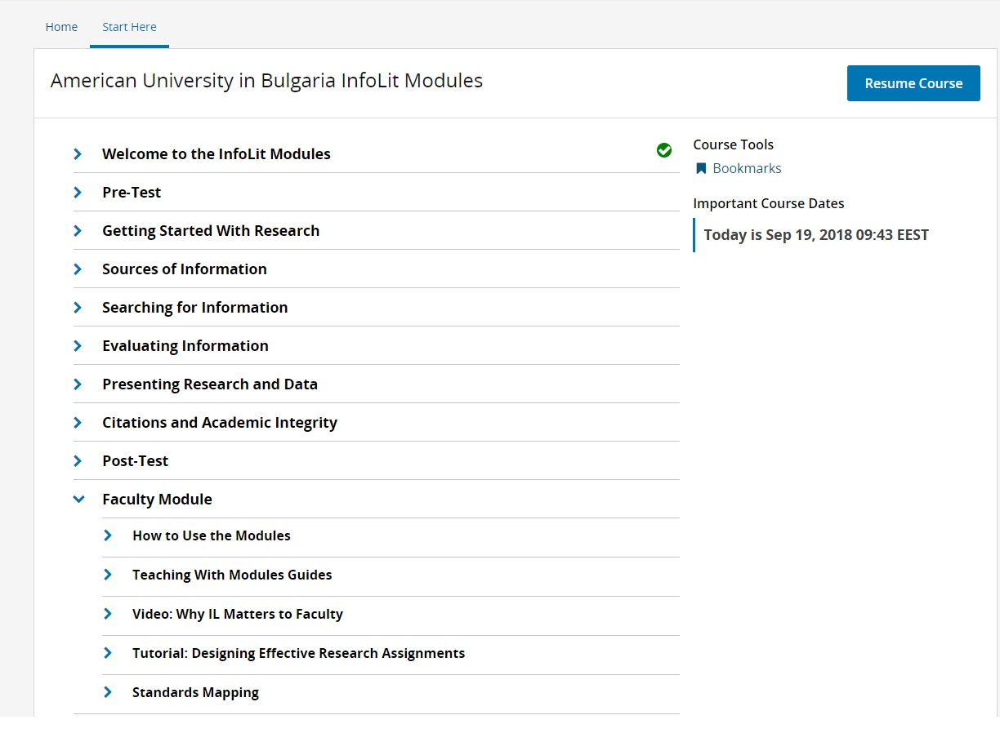 Home
Start Here
American University in Bulgaria InfoLit Modules
Resume Course
Welcome to the InfoLit Modules
Pre-Test
Getting Started With Research
Sources of Information
Searching for Information
Evaluating Information
Presenting Research and Data
Citations and Academic Integrity
Post-Test
Faculty Module
How to Use the Modules
Teaching With Modules Guides
Video: Why IL Matters to Faculty
Tutorial: Designing Effective Research Assignments
Standards Mapping
Course Tools
Bookmarks
Important Course Dates
Today is Sep 19, 2018 09:43 EEST